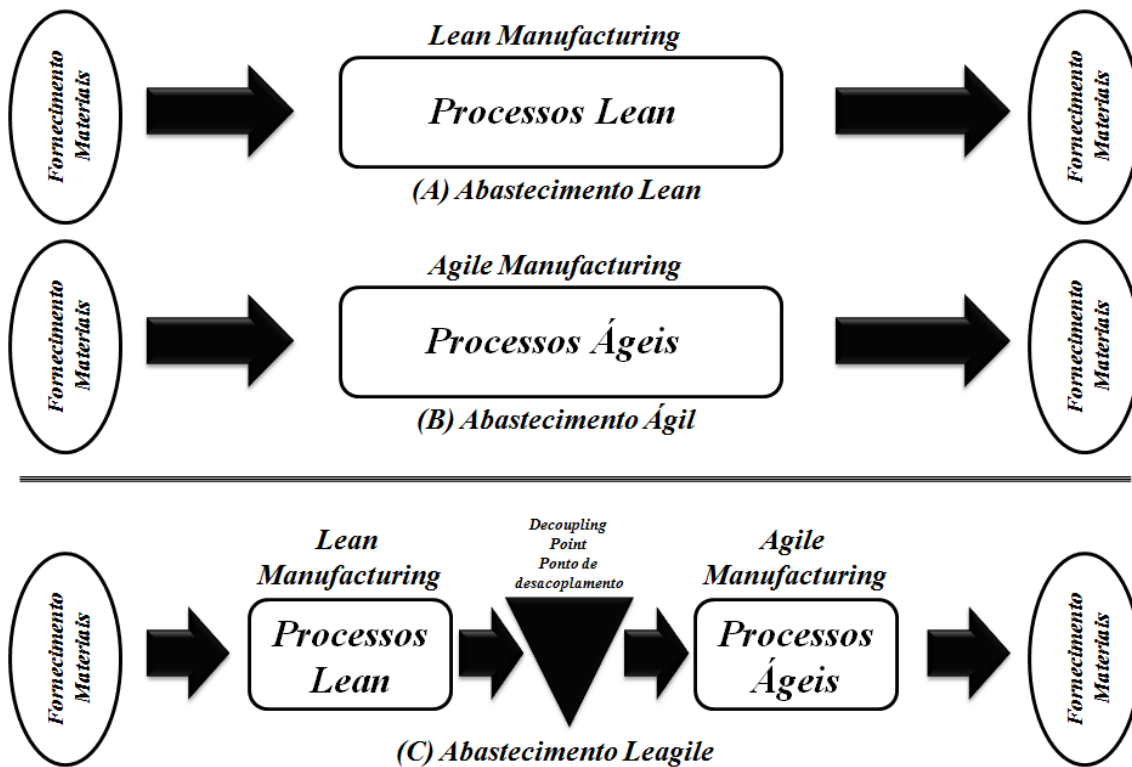 Fornecimento
Materiais
Lean Manufacturing
Processos Lean
(A) Abastecimento Lean
Fornecimento
Materiais
Fornecimento
Materiais
Agile Manufacturing
Processos Ágeis
(B) Abastecimento Ágil
Fornecimento
Materiais
Fornecimento
Materiais
Lean
Manufacturing
Processos
Lean
Decoupling
Point
Ponto de
desacoplamento
Agile
Manufacturing
Processos
Ágeis
(C) Abastecimento Leagile
Fornecimento
Materiais